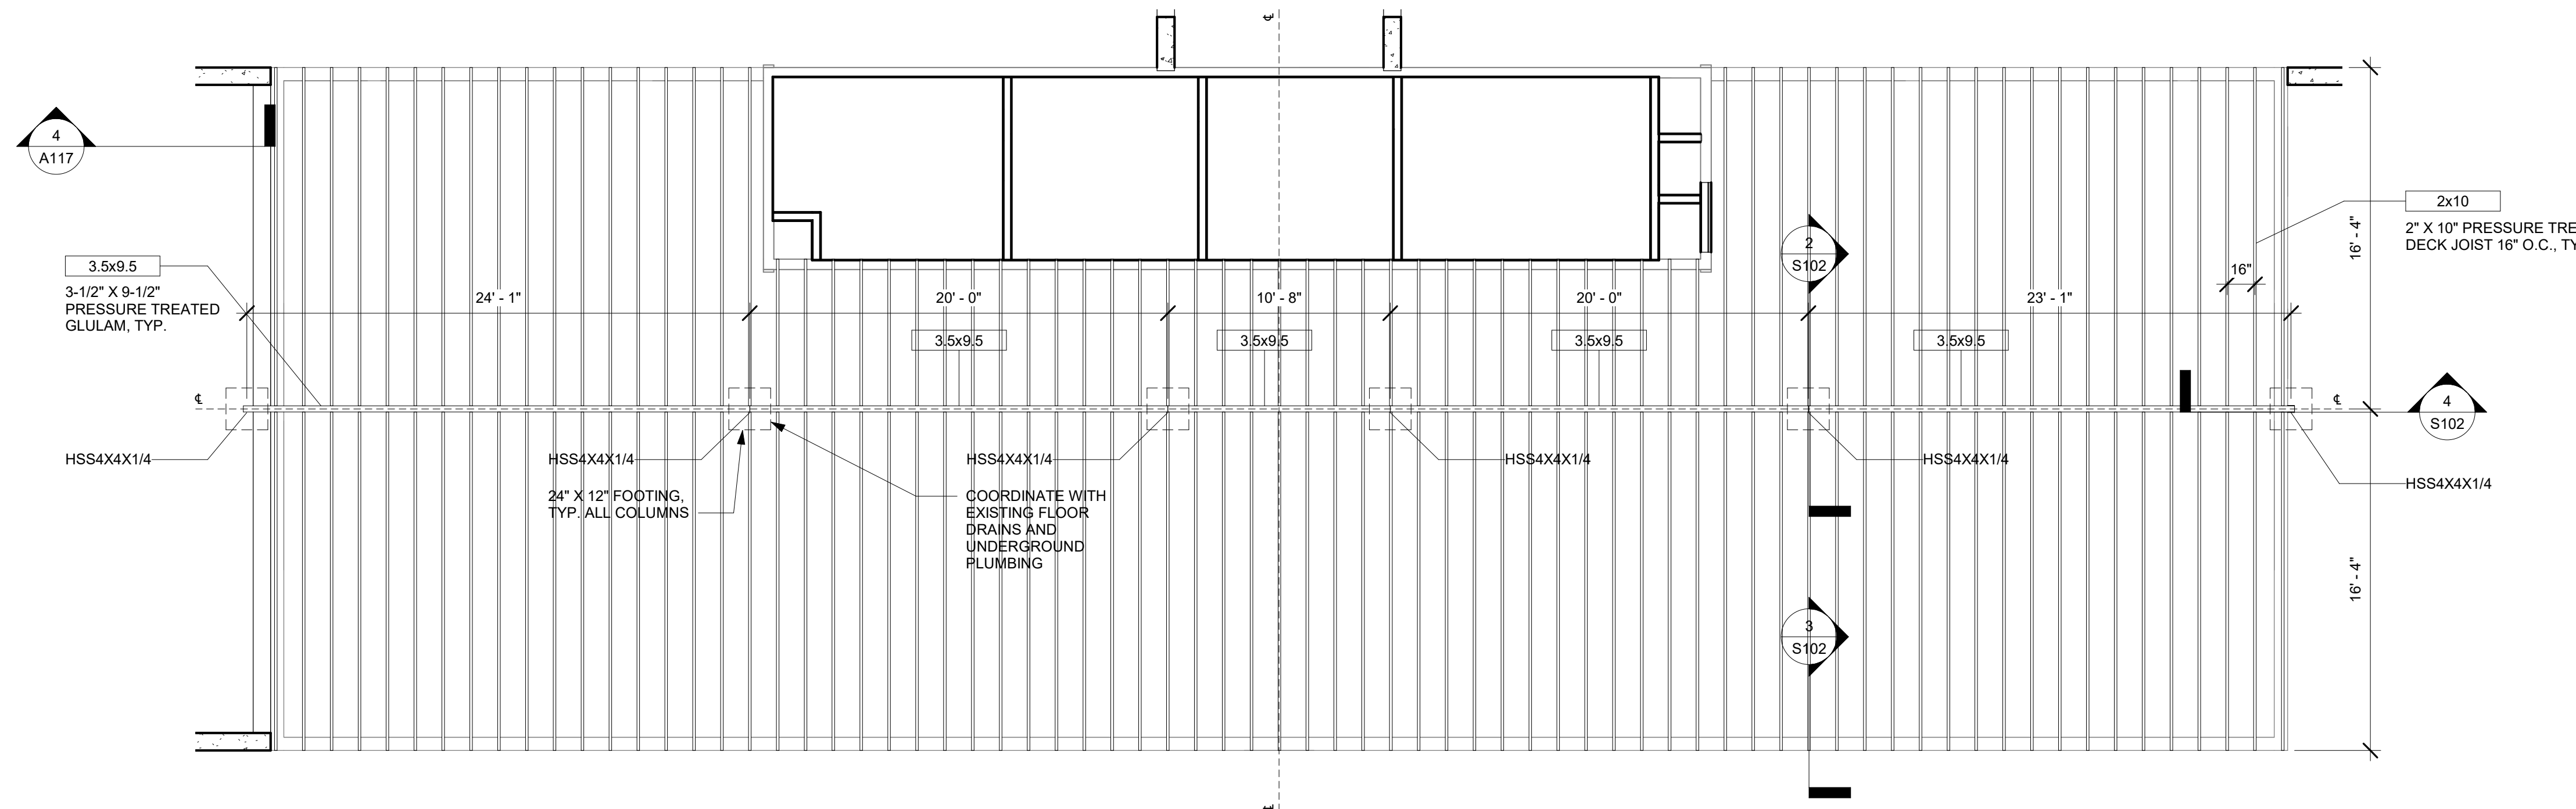 4
A117
3.5x9.5
3-1/2" X 9-1/2"
PRESSURE TREATED
GLULAM, TYP.
24' - 1"
20' - 0"
10' - 8"
20' - 0"
23' - 1"
3.5x9.5
3.5x9.5
3.5x9.5
3.5x9.5
2
S102
16"
16' - 4"
2x10
2" X 10" PRESSURE TRE
DECK JOIST 16" O.C., TY
℄
℄
℄
℄
4
S102
HSS4X4X1/4
HSS4X4X1/4
HSS4X4X1/4
HSS4X4X1/4
HSS4X4X1/4
HSS4X4X1/4
24" X 12" FOOTING,
TYP. ALL COLUMNS
COORDINATE WITH
EXISTING FLOOR
DRAINS AND
UNDERGROUND
PLUMBING
3
S102
16' - 4"